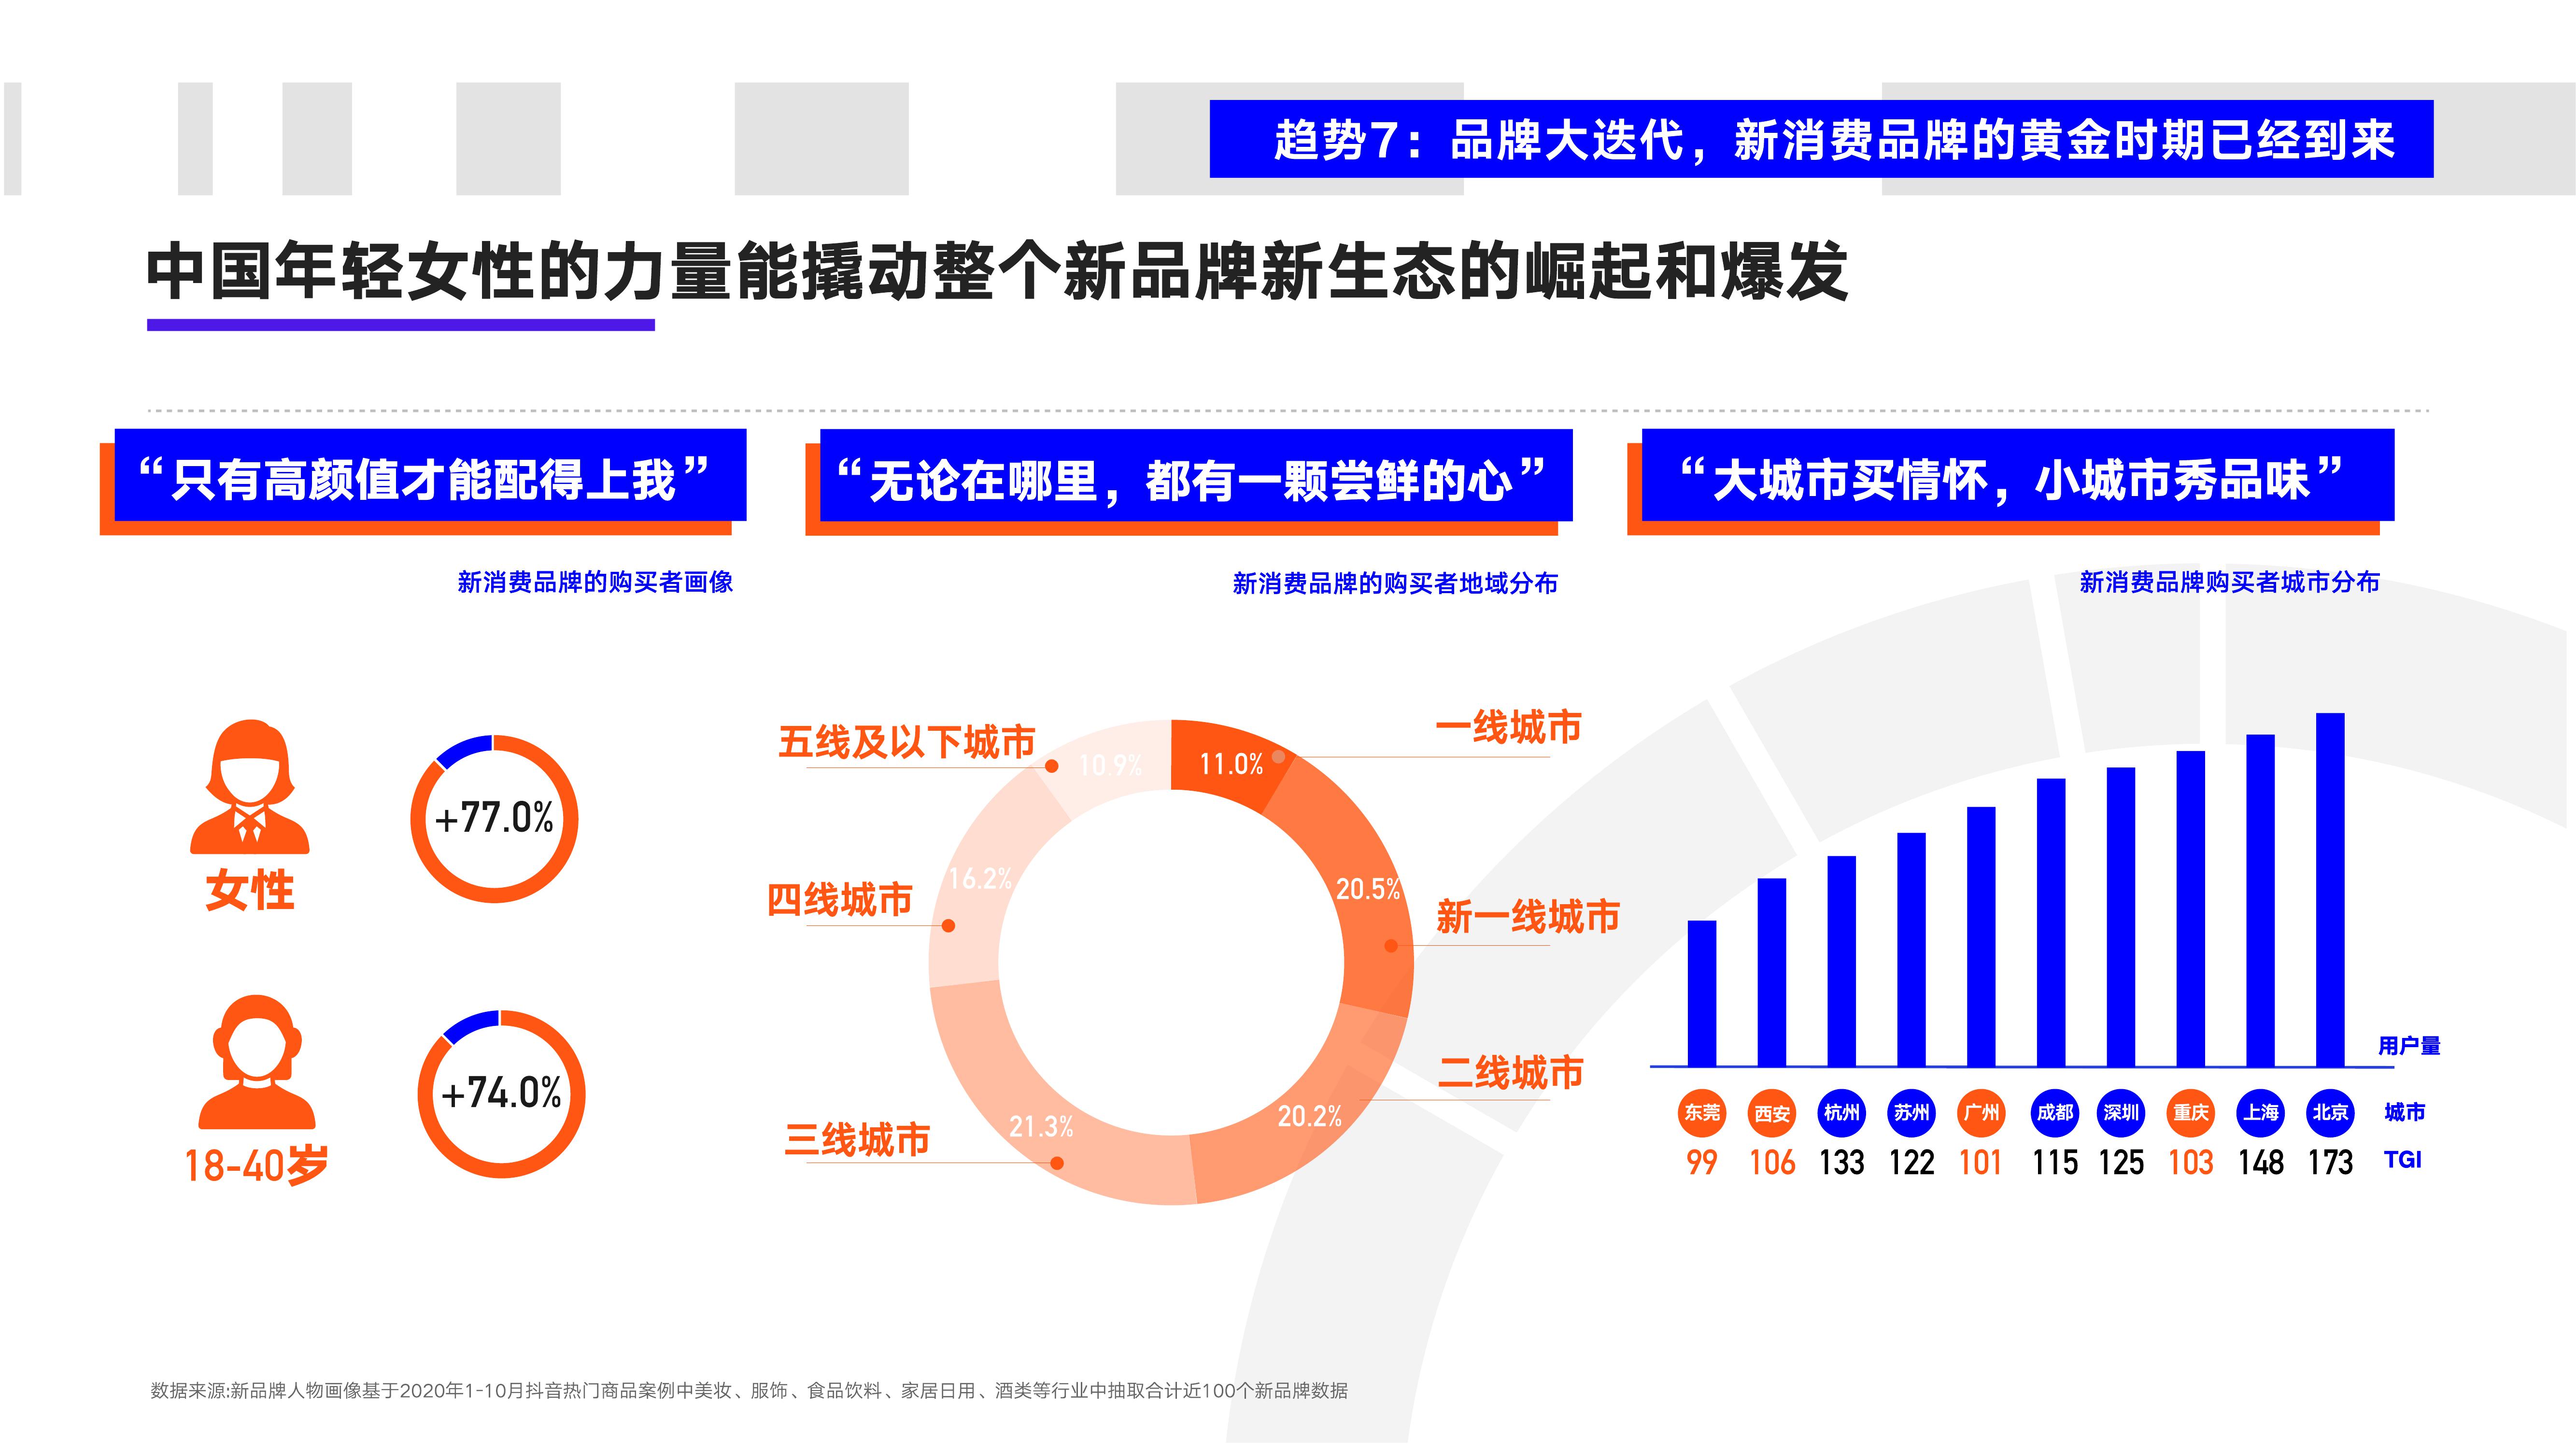 趋势7：品牌大迭代，新消费品牌的黄金时期已经到来
中国年轻女性的力量能撬动整个新品牌新生态的崛起和爆发
“只有高颜值才能配得上我”
新消费品牌的购买者画像
女性
+77.0%
18-40岁
+74.0%
“无论在哪里，都有一颗尝鲜的心”
新消费品牌的购买者地域分布
五线及以下城市
10.9%
11.0%
一线城市
四线城市
16.2%
20.5%
新一线城市
三线城市
21.3%
20.2%
二线城市
“大城市买情怀，小城市秀品味”
新消费品牌购买者城市分布
用户量
东莞 西安 杭州 苏州 广州 成都 深圳 重庆 上海 北京 城市
99 106 133 122 101 115 125 103 148 173 TGI
数据来源:新品牌人物画像基于2020年1-10月抖音热门商品案例中美妆、服饰、食品饮料、家居日用、酒类等行业中抽取合计近100个新品牌数据